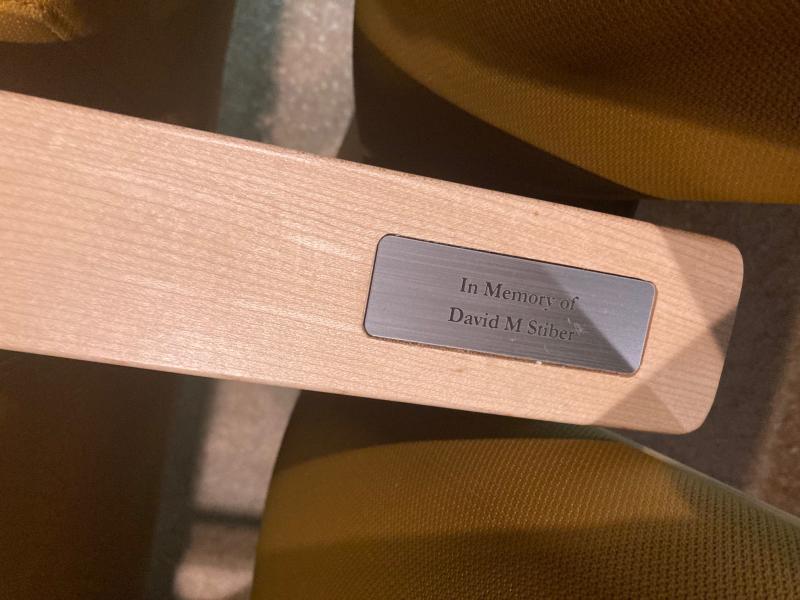 In Memory of
David M Stiber